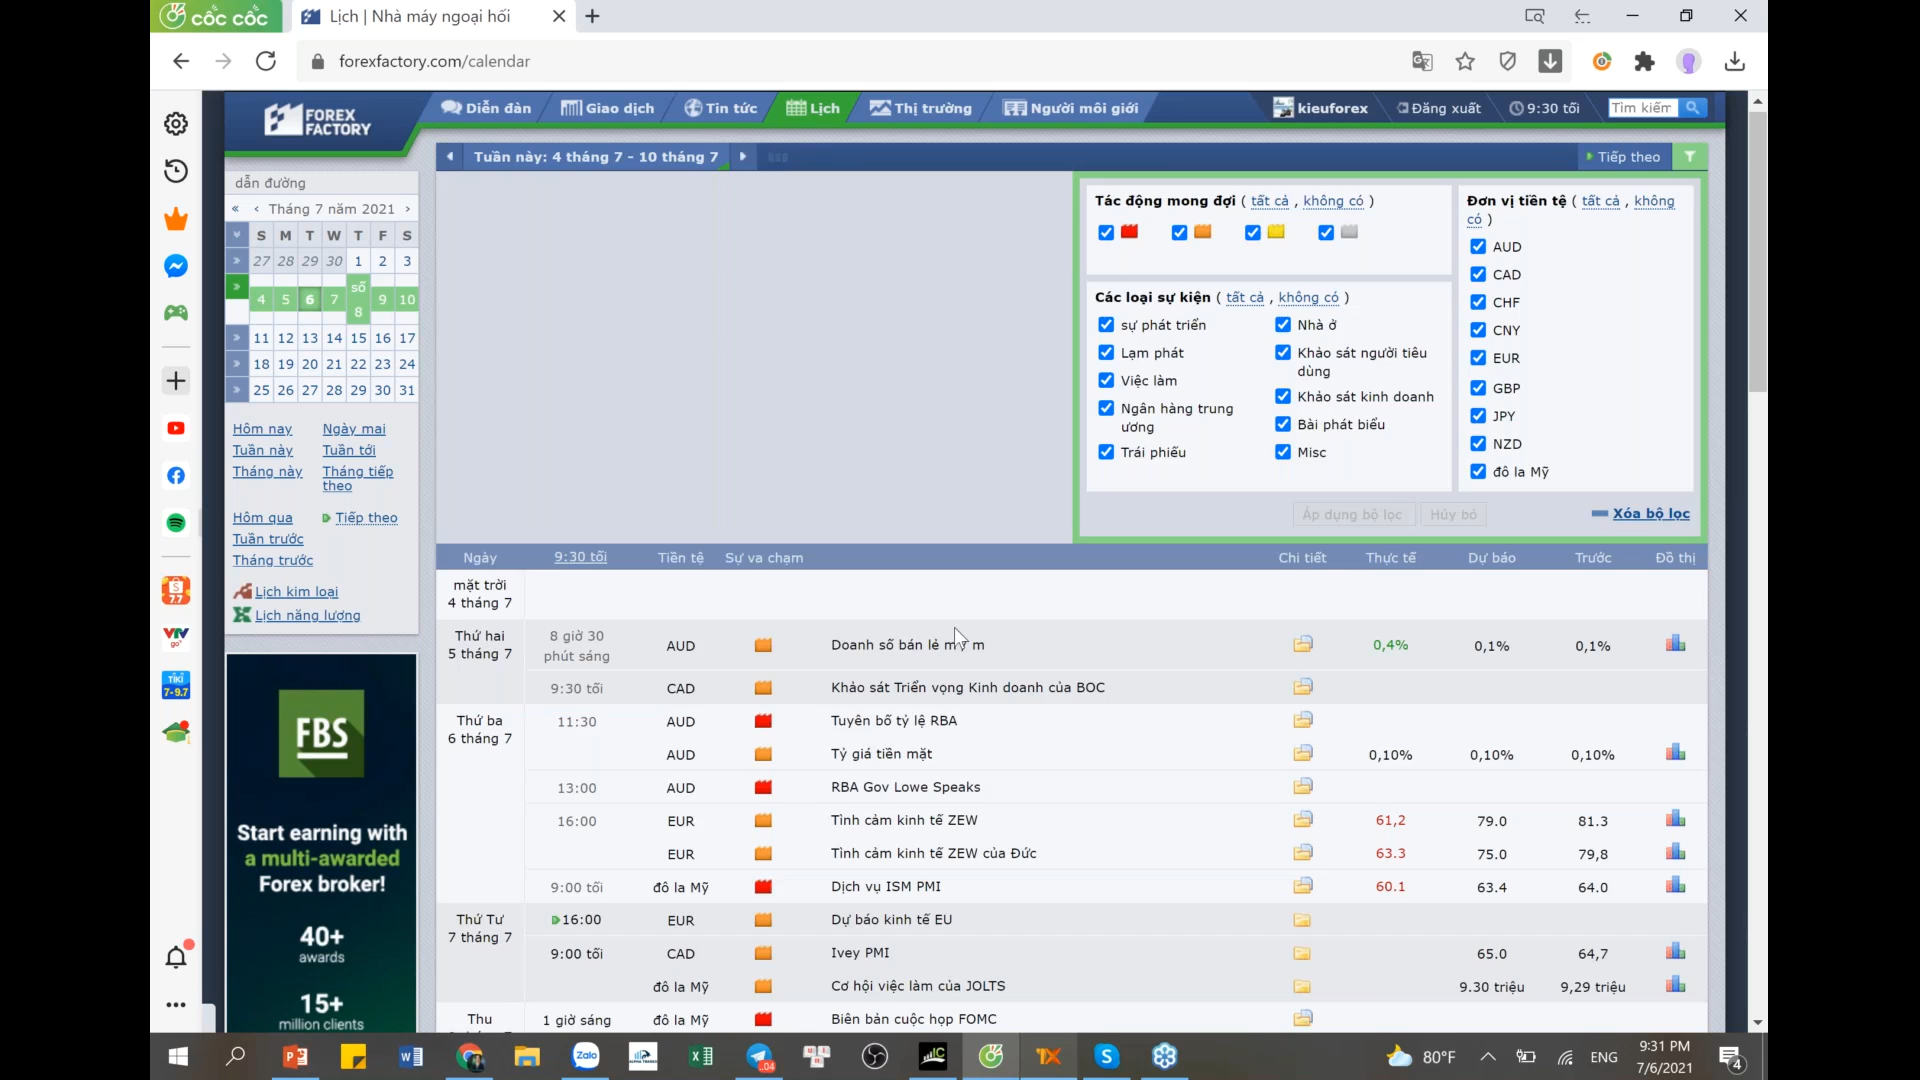 cốc cốc
Lịch | Nhà máy ngoại hối
forexfactory.com/calendar
FOREX
FACTORY
Diễn đàn
Giao dịch
Tin tức
Lịch
Thị trường
Người môi giới
kieuforex
Đăng xuất
9:30 tối
Tìm kiếm
Tuần này: 4 tháng 7 - 10 tháng 7
Tiếp theo
dẫn đường
« ‹ Tháng 7 năm 2021 ›
S M T W T F S
27 28 29 30 1 2 3
4 5 6 7 số 8 9 10
11 12 13 14 15 16 17
18 19 20 21 22 23 24
25 26 27 28 29 30 31
Hôm nay Ngày mai
Tuần này Tuần tới
Tháng này Tháng tiếp
theo
Hôm qua Tiếp theo
Tuần trước
Tháng trước
Lịch kim loại
Lịch năng lượng
Tác động mong đợi ( tất cả , không có )
Các loại sự kiện ( tất cả , không có )
sự phát triển
Lạm phát
Việc làm
Ngân hàng trung
ương
Trái phiếu
Nhà ở
Khảo sát người tiêu
dùng
Khảo sát kinh doanh
Bài phát biểu
Misc
Đơn vị tiền tệ ( tất cả , không
có )
AUD
CAD
CHF
CNY
EUR
GBP
JPY
NZD
đô la Mỹ
Áp dụng bộ lọc
Hủy bỏ
Xóa bộ lọc
Ngày 9:30 tối Tiền tệ Sự va chạm Chi tiết Thực tế Dự báo Trước Đồ thị
mặt trời
4 tháng 7
Thứ hai
5 tháng 7
8 giờ 30
phút sáng
AUD Doanh số bán lẻ m/ m 0,4% 0,1% 0,1%
9:30 tối CAD Khảo sát Triển vọng Kinh doanh của BOC
Thứ ba
6 tháng 7
11:30 AUD Tuyên bố tỷ lệ RBA
AUD Tỷ giá tiền mặt 0,10% 0,10% 0,10%
13:00 AUD RBA Gov Lowe Speaks
16:00 EUR Tình cảm kinh tế ZEW 61,2 79.0 81.3
EUR Tình cảm kinh tế ZEW của Đức 63.3 75.0 79,8
9:00 tối đô la Mỹ Dịch vụ ISM PMI 60.1 63.4 64.0
Thứ Tư
7 tháng 7
16:00 EUR Dự báo kinh tế EU
9:00 tối CAD Ivey PMI 65.0 64,7
đô la Mỹ Cơ hội việc làm của JOLTS 9.30 triệu 9,29 triệu
Thu
1 giờ sáng đô la Mỹ Biên bản cuộc họp FOMC
FBS
Start earning with
a multi-awarded
Forex broker!
40+
awards
15+
million clients
7.7
VTV
go
TIKI
7-9.7
Zalo
04
80°F
ENG
9:31 PM
7/6/2021
4